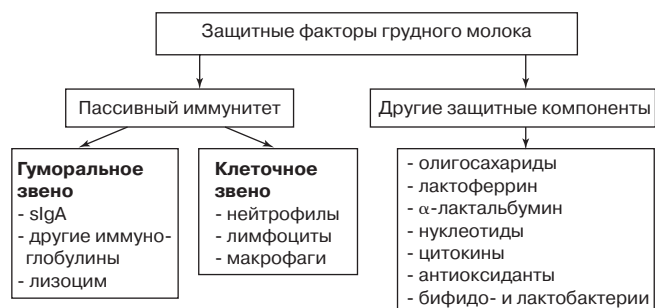 Защитные факторы грудного молока
Пассивный иммунитет
Другие защитные компоненты
Гуморальное
звено
- sIgA
- другие иммуно-
глобулины
- лизоцим
Клеточное
звено
- нейтрофилы
- лимфоциты
- макрофаги
- олигосахариды
- лактоферрин
- α-лактальбумин
- нуклеотиды
- цитокины
- антиоксиданты
- бифидо- и лактобактерии